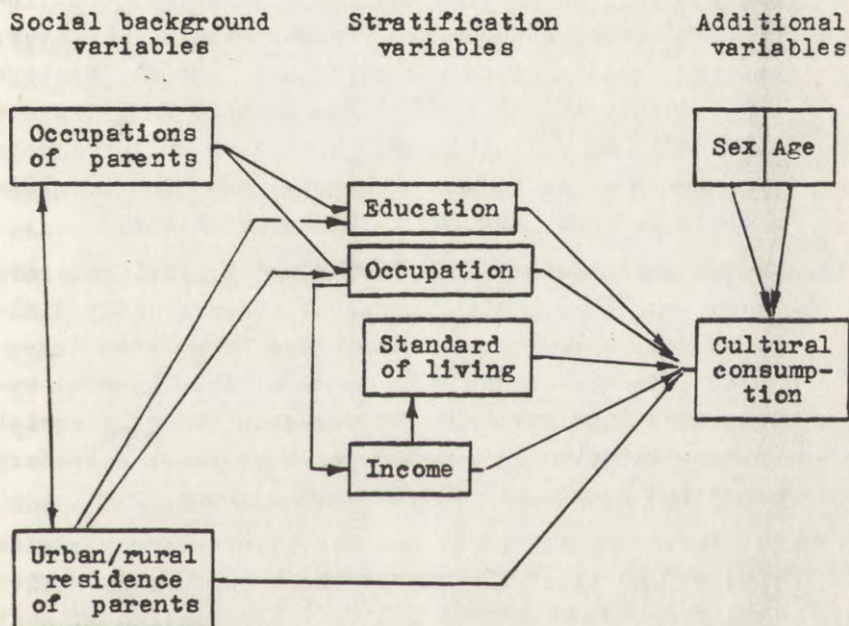 Social background
variables
Stratification
variables
Additional
variables
Occupations
of parents
Sex Age
Education
Occupation
Standard
of living
Cultural
consump-
tion
Income
Urban/rural
residence
of parents